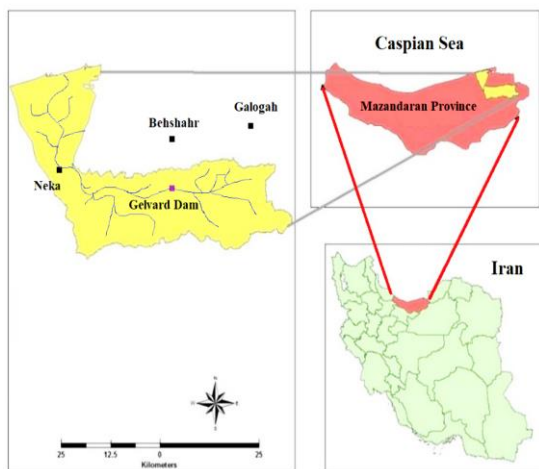 Galogah
Behshahr
Neka
Gelvard Dam
N
W
E
S
25 12.5 0 25
Kilometers
Caspian Sea
Mazandaran Province
Iran